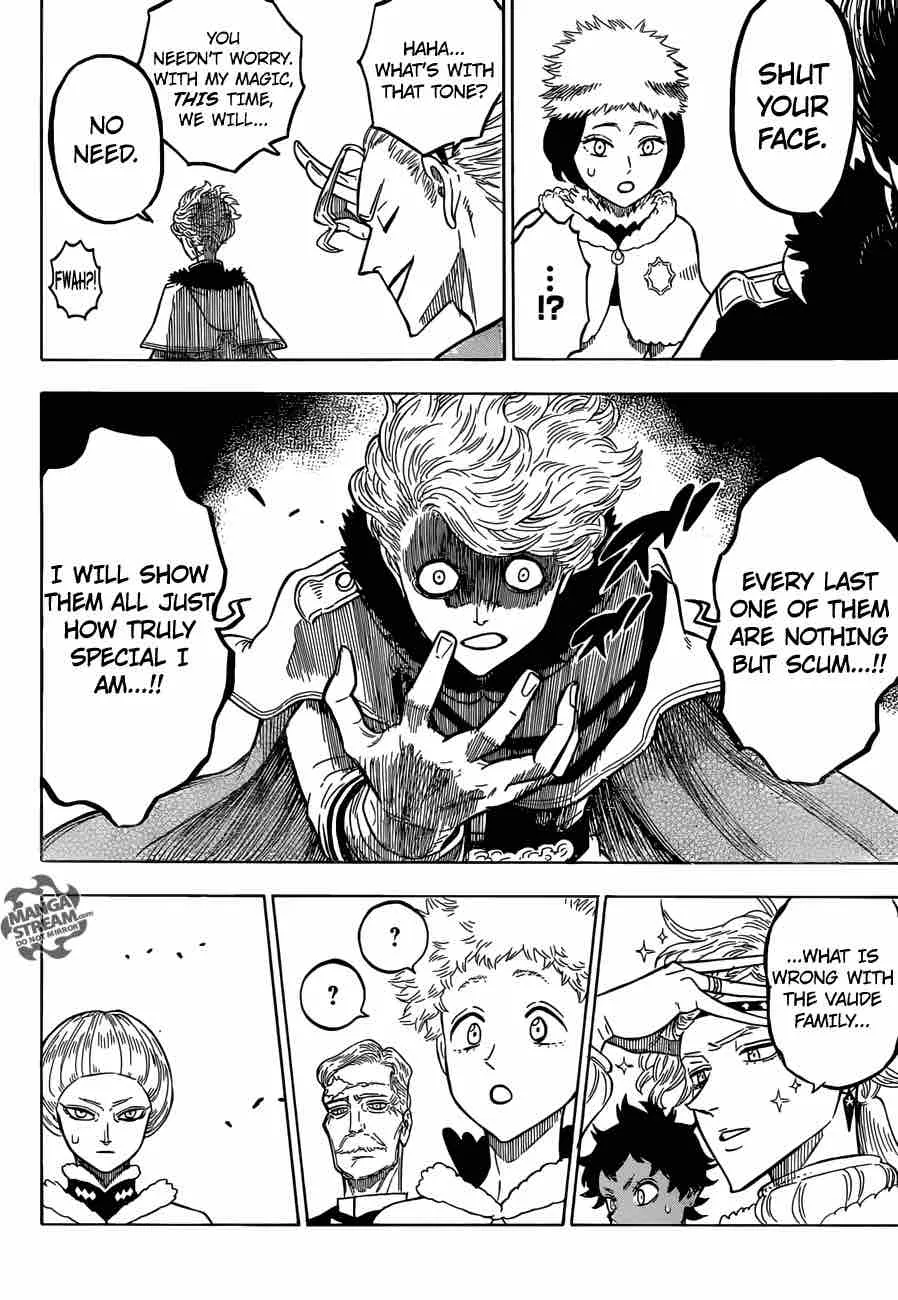 SHUT
YOUR
FACE.
...
!?
HAHA...
WHAT'S WITH
THAT TONE?
YOU
NEEDN'T WORRY.
WITH MY MAGIC,
THIS TIME,
WE WILL...
NO
NEED.
FWAH?!
EVERY LAST
ONE OF THEM
ARE NOTHING
BUT SCUM...!!
I WILL SHOW
THEM ALL JUST
HOW TRULY
SPECIAL I
AM...!!
...WHAT IS
WRONG WITH
THE VAUDE
FAMILY...
?
?
MANGA
STREAM.com
DO NOT MIRROR